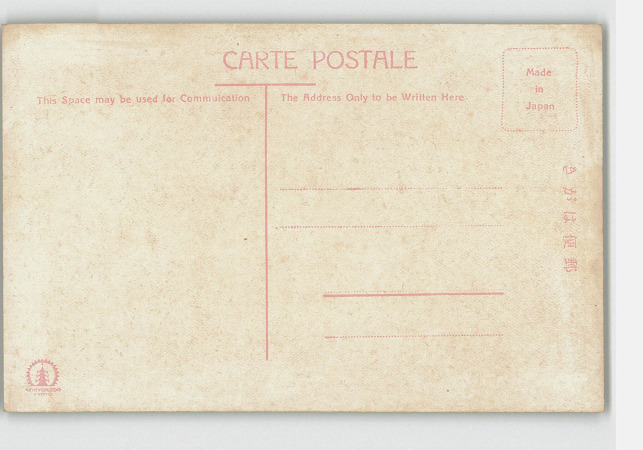 CARTE POSTALE
This Space may be used for Commuication
The Address Only to be Written Here
Made
in
Japan
きがは便郵